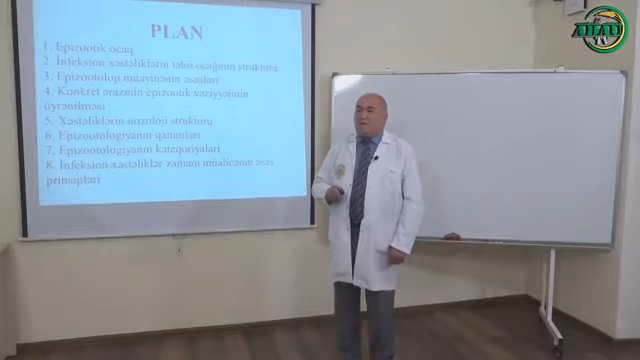 PLAN
1. Epizootik ocaq
2. İnfeksion xəstəliklərin təbii ocağının strukturu
3. Epizootoloji müayinənin əsasları
4. Konkret ərazinin epizootik vəziyyətinin
öyrənilməsi
5. Xəstəliklərin nozoloji strukturu
6. Epizootologiyanın qanunları
7. Epizootologiyanın kateqoriyaları
8. İnfeksion xəstəliklər zamanı müalicənin əsas
prinsipləri
ADAU
TV